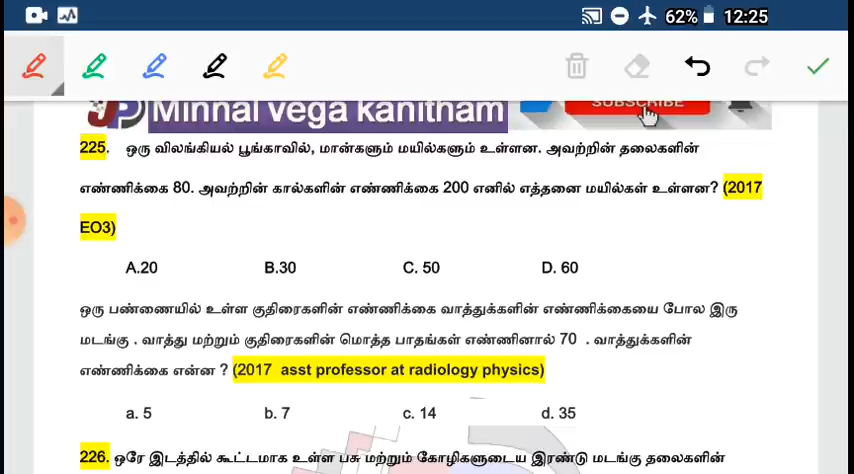 62% 12:25
Minnal vega kanitham
SUBSCRIBE
225. ஒரு விலங்கியல் பூங்காவில், மான்களும் மயில்களும் உள்ளன. அவற்றின் தலைகளின்
எண்ணிக்கை 80. அவற்றின் கால்களின் எண்ணிக்கை 200 எனில் எத்தனை மயில்கள் உள்ளன? (2017
EO3)
A.20 B.30 C. 50 D. 60
ஒரு பண்ணையில் உள்ள குதிரைகளின் எண்ணிக்கை வாத்துக்களின் எண்ணிக்கையை போல இரு
மடங்கு . வாத்து மற்றும் குதிரைகளின் மொத்த பாதங்கள் எண்ணினால் 70 . வாத்துக்களின்
எண்ணிக்கை என்ன ? (2017 asst professor at radiology physics)
a. 5 b. 7 c. 14 d. 35
226. ஒரே இடத்தில் கூட்டமாக உள்ள பசு மற்றும் கோழிகளுடைய இரண்டு மடங்கு தலைகளின்